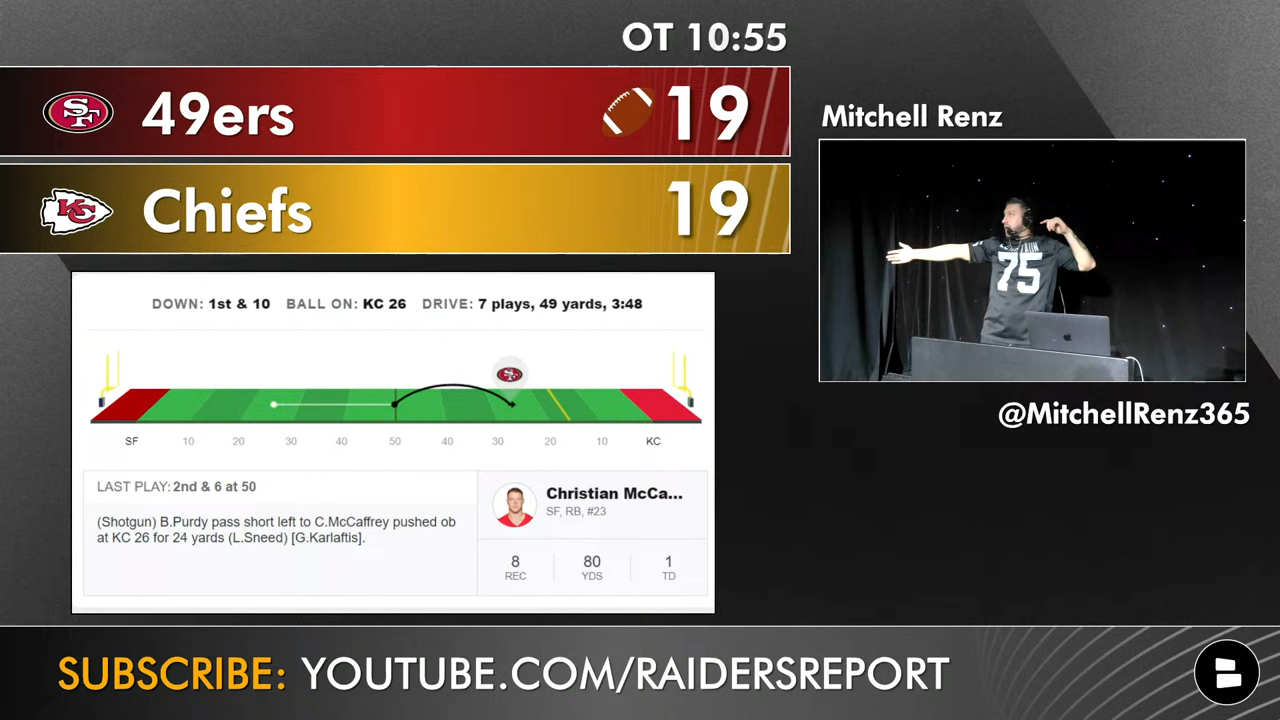 OT 10:55
49ers 19
Chiefs 19
Mitchell Renz
75
@MitchellRenz365
DOWN: 1st & 10 BALL ON: KC 26 DRIVE: 7 plays, 49 yards, 3:48
SF 10 20 30 40 50 40 30 20 10 KC
LAST PLAY: 2nd & 6 at 50
(Shotgun) B.Purdy pass short left to C.McCaffrey pushed ob
at KC 26 for 24 yards (L.Sneed) [G.Karlaftis].
Christian McCa...
SF, RB, #23
8 80 1
REC YDS TD
SUBSCRIBE: YOUTUBE.COM/RAIDERSREPORT